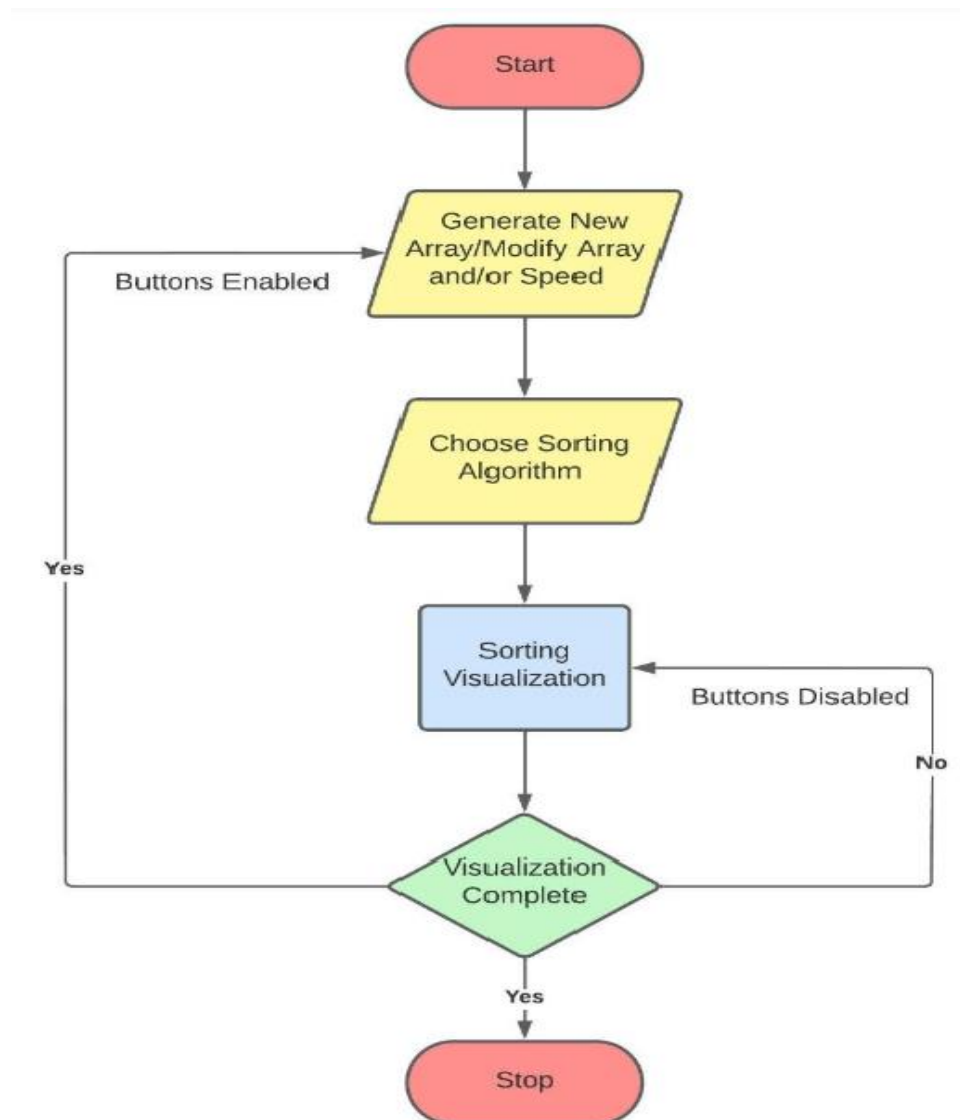 Start
Generate New
Array/Modify Array
and/or Speed
Buttons Enabled
Choose Sorting
Algorithm
Yes
Sorting
Visualization
Buttons Disabled
No
Visualization
Complete
Yes
Stop